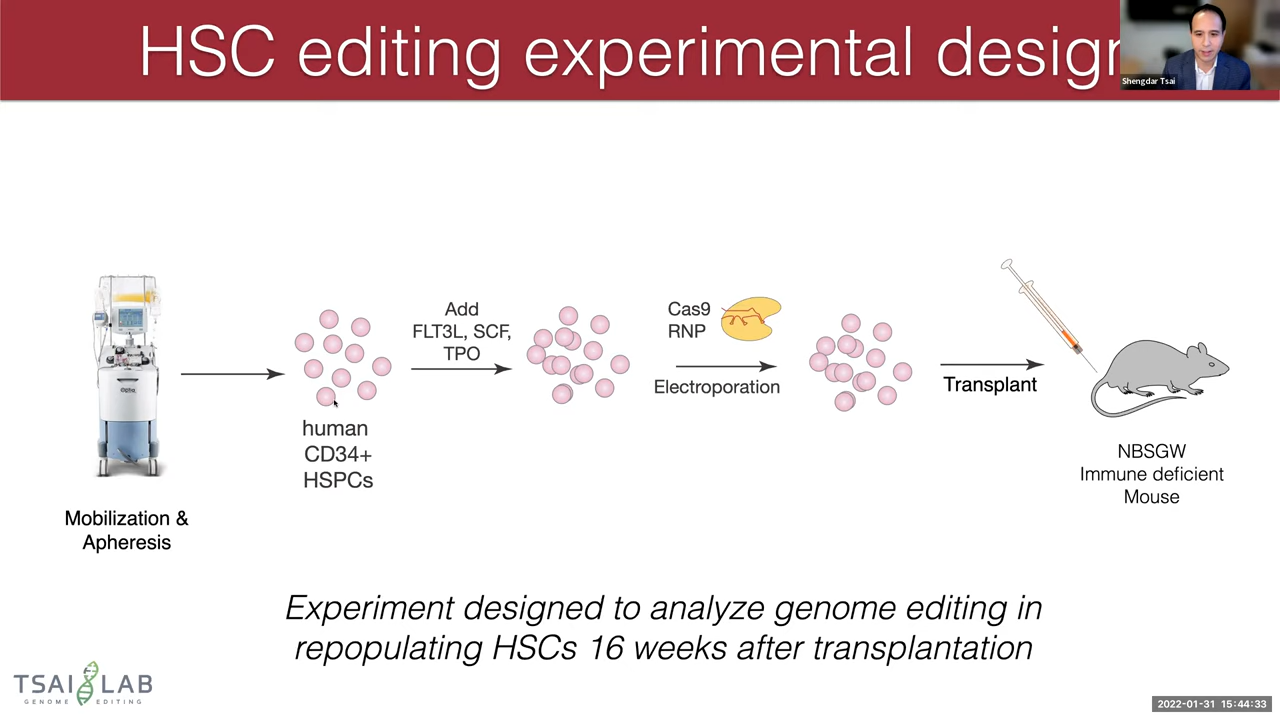 HSC editing experimental design
Shengdar Tsai
Add
FLT3L, SCF,
TPO
Cas9
RNP
Electroporation
Transplant
human
CD34+
HSPCs
NBSGW
Immune deficient
Mouse
Mobilization &
Apheresis
Experiment designed to analyze genome editing in
repopulating HSCs 16 weeks after transplantation
TSAI LAB
GENOME EDITING
2022-01-31 15:44:33